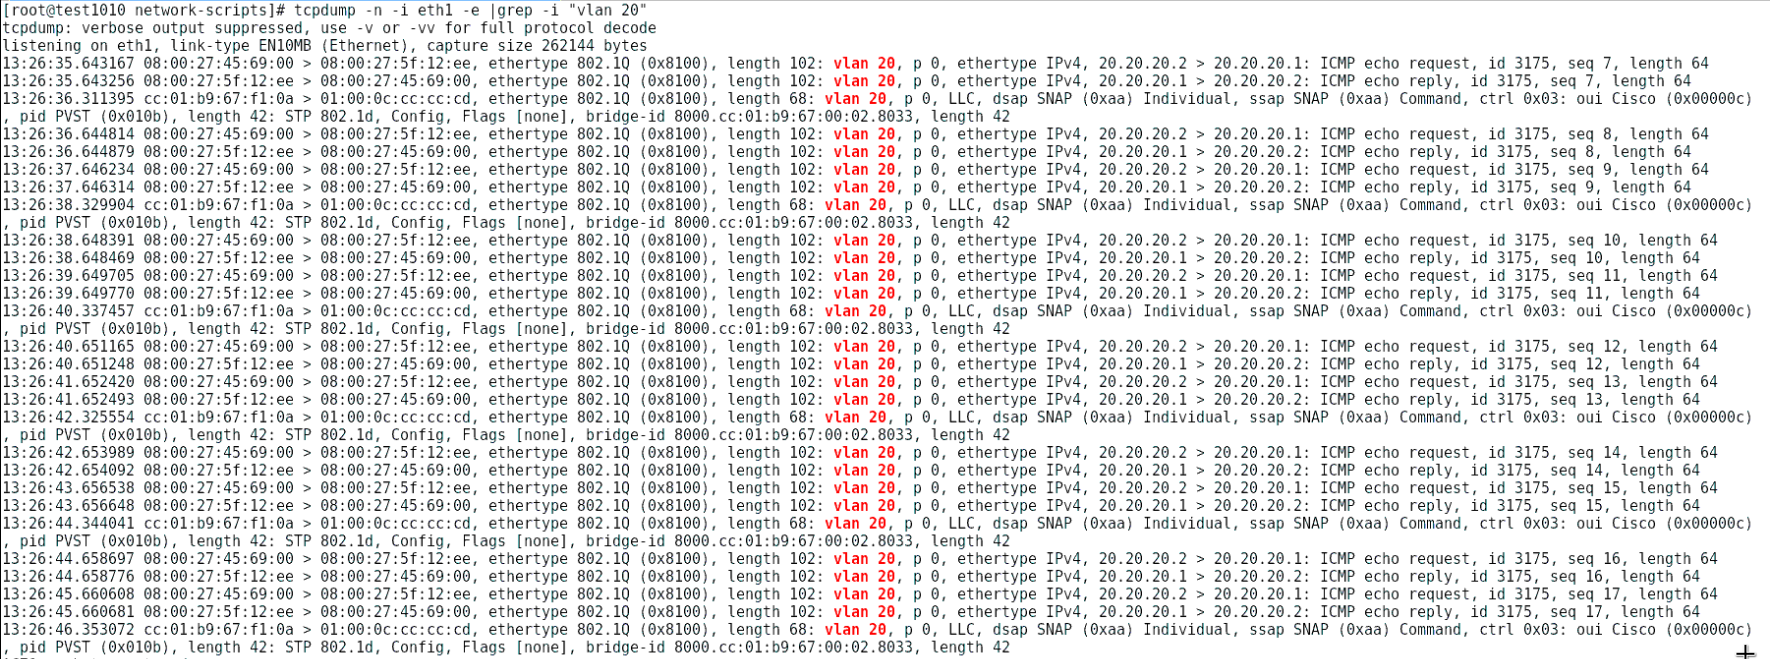 [root@test1010 network-scripts]# tcpdump -n -i eth1 -e |grep -i "vlan 20"
tcpdump: verbose output suppressed, use -v or -vv for full protocol decode
listening on eth1, link-type EN10MB (Ethernet), capture size 262144 bytes
13:26:35.643167 08:00:27:45:69:00 > 08:00:27:5f:12:ee, ethertype 802.1Q (0x8100), length 102: vlan 20, p 0, ethertype IPv4, 20.20.20.2 > 20.20.20.1: ICMP echo request, id 3175, seq 7, length 64
13:26:35.643256 08:00:27:5f:12:ee > 08:00:27:45:69:00, ethertype 802.1Q (0x8100), length 102: vlan 20, p 0, ethertype IPv4, 20.20.20.1 > 20.20.20.2: ICMP echo reply, id 3175, seq 7, length 64
13:26:36.311395 cc:01:b9:67:f1:0a > 01:00:0c:cc:cc:cd, ethertype 802.1Q (0x8100), length 68: vlan 20, p 0, LLC, dsap SNAP (0xaa) Individual, ssap SNAP (0xaa) Command, ctrl 0x03: oui Cisco (0x00000c)
, pid PVST (0x010b), length 42: STP 802.1d, Config, Flags [none], bridge-id 8000.cc:01:b9:67:00:02.8033, length 42
13:26:36.644814 08:00:27:45:69:00 > 08:00:27:5f:12:ee, ethertype 802.1Q (0x8100), length 102: vlan 20, p 0, ethertype IPv4, 20.20.20.2 > 20.20.20.1: ICMP echo request, id 3175, seq 8, length 64
13:26:36.644879 08:00:27:5f:12:ee > 08:00:27:45:69:00, ethertype 802.1Q (0x8100), length 102: vlan 20, p 0, ethertype IPv4, 20.20.20.1 > 20.20.20.2: ICMP echo reply, id 3175, seq 8, length 64
13:26:37.646234 08:00:27:45:69:00 > 08:00:27:5f:12:ee, ethertype 802.1Q (0x8100), length 102: vlan 20, p 0, ethertype IPv4, 20.20.20.2 > 20.20.20.1: ICMP echo request, id 3175, seq 9, length 64
13:26:37.646314 08:00:27:5f:12:ee > 08:00:27:45:69:00, ethertype 802.1Q (0x8100), length 102: vlan 20, p 0, ethertype IPv4, 20.20.20.1 > 20.20.20.2: ICMP echo reply, id 3175, seq 9, length 64
13:26:38.329904 cc:01:b9:67:f1:0a > 01:00:0c:cc:cc:cd, ethertype 802.1Q (0x8100), length 68: vlan 20, p 0, LLC, dsap SNAP (0xaa) Individual, ssap SNAP (0xaa) Command, ctrl 0x03: oui Cisco (0x00000c)
, pid PVST (0x010b), length 42: STP 802.1d, Config, Flags [none], bridge-id 8000.cc:01:b9:67:00:02.8033, length 42
13:26:38.648391 08:00:27:45:69:00 > 08:00:27:5f:12:ee, ethertype 802.1Q (0x8100), length 102: vlan 20, p 0, ethertype IPv4, 20.20.20.2 > 20.20.20.1: ICMP echo request, id 3175, seq 10, length 64
13:26:38.648469 08:00:27:5f:12:ee > 08:00:27:45:69:00, ethertype 802.1Q (0x8100), length 102: vlan 20, p 0, ethertype IPv4, 20.20.20.1 > 20.20.20.2: ICMP echo reply, id 3175, seq 10, length 64
13:26:39.649705 08:00:27:45:69:00 > 08:00:27:5f:12:ee, ethertype 802.1Q (0x8100), length 102: vlan 20, p 0, ethertype IPv4, 20.20.20.2 > 20.20.20.1: ICMP echo request, id 3175, seq 11, length 64
13:26:39.649770 08:00:27:5f:12:ee > 08:00:27:45:69:00, ethertype 802.1Q (0x8100), length 102: vlan 20, p 0, ethertype IPv4, 20.20.20.1 > 20.20.20.2: ICMP echo reply, id 3175, seq 11, length 64
13:26:40.337457 cc:01:b9:67:f1:0a > 01:00:0c:cc:cc:cd, ethertype 802.1Q (0x8100), length 68: vlan 20, p 0, LLC, dsap SNAP (0xaa) Individual, ssap SNAP (0xaa) Command, ctrl 0x03: oui Cisco (0x00000c)
, pid PVST (0x010b), length 42: STP 802.1d, Config, Flags [none], bridge-id 8000.cc:01:b9:67:00:02.8033, length 42
13:26:40.651165 08:00:27:45:69:00 > 08:00:27:5f:12:ee, ethertype 802.1Q (0x8100), length 102: vlan 20, p 0, ethertype IPv4, 20.20.20.2 > 20.20.20.1: ICMP echo request, id 3175, seq 12, length 64
13:26:40.651248 08:00:27:5f:12:ee > 08:00:27:45:69:00, ethertype 802.1Q (0x8100), length 102: vlan 20, p 0, ethertype IPv4, 20.20.20.1 > 20.20.20.2: ICMP echo reply, id 3175, seq 12, length 64
13:26:41.652420 08:00:27:45:69:00 > 08:00:27:5f:12:ee, ethertype 802.1Q (0x8100), length 102: vlan 20, p 0, ethertype IPv4, 20.20.20.2 > 20.20.20.1: ICMP echo request, id 3175, seq 13, length 64
13:26:41.652493 08:00:27:5f:12:ee > 08:00:27:45:69:00, ethertype 802.1Q (0x8100), length 102: vlan 20, p 0, ethertype IPv4, 20.20.20.1 > 20.20.20.2: ICMP echo reply, id 3175, seq 13, length 64
13:26:42.325554 cc:01:b9:67:f1:0a > 01:00:0c:cc:cc:cd, ethertype 802.1Q (0x8100), length 68: vlan 20, p 0, LLC, dsap SNAP (0xaa) Individual, ssap SNAP (0xaa) Command, ctrl 0x03: oui Cisco (0x00000c)
, pid PVST (0x010b), length 42: STP 802.1d, Config, Flags [none], bridge-id 8000.cc:01:b9:67:00:02.8033, length 42
13:26:42.653989 08:00:27:45:69:00 > 08:00:27:5f:12:ee, ethertype 802.1Q (0x8100), length 102: vlan 20, p 0, ethertype IPv4, 20.20.20.2 > 20.20.20.1: ICMP echo request, id 3175, seq 14, length 64
13:26:42.654092 08:00:27:5f:12:ee > 08:00:27:45:69:00, ethertype 802.1Q (0x8100), length 102: vlan 20, p 0, ethertype IPv4, 20.20.20.1 > 20.20.20.2: ICMP echo reply, id 3175, seq 14, length 64
13:26:43.656538 08:00:27:45:69:00 > 08:00:27:5f:12:ee, ethertype 802.1Q (0x8100), length 102: vlan 20, p 0, ethertype IPv4, 20.20.20.2 > 20.20.20.1: ICMP echo request, id 3175, seq 15, length 64
13:26:43.656648 08:00:27:5f:12:ee > 08:00:27:45:69:00, ethertype 802.1Q (0x8100), length 102: vlan 20, p 0, ethertype IPv4, 20.20.20.1 > 20.20.20.2: ICMP echo reply, id 3175, seq 15, length 64
13:26:44.344041 cc:01:b9:67:f1:0a > 01:00:0c:cc:cc:cd, ethertype 802.1Q (0x8100), length 68: vlan 20, p 0, LLC, dsap SNAP (0xaa) Individual, ssap SNAP (0xaa) Command, ctrl 0x03: oui Cisco (0x00000c)
, pid PVST (0x010b), length 42: STP 802.1d, Config, Flags [none], bridge-id 8000.cc:01:b9:67:00:02.8033, length 42
13:26:44.658697 08:00:27:45:69:00 > 08:00:27:5f:12:ee, ethertype 802.1Q (0x8100), length 102: vlan 20, p 0, ethertype IPv4, 20.20.20.2 > 20.20.20.1: ICMP echo request, id 3175, seq 16, length 64
13:26:44.658776 08:00:27:5f:12:ee > 08:00:27:45:69:00, ethertype 802.1Q (0x8100), length 102: vlan 20, p 0, ethertype IPv4, 20.20.20.1 > 20.20.20.2: ICMP echo reply, id 3175, seq 16, length 64
13:26:45.660608 08:00:27:45:69:00 > 08:00:27:5f:12:ee, ethertype 802.1Q (0x8100), length 102: vlan 20, p 0, ethertype IPv4, 20.20.20.2 > 20.20.20.1: ICMP echo request, id 3175, seq 17, length 64
13:26:45.660681 08:00:27:5f:12:ee > 08:00:27:45:69:00, ethertype 802.1Q (0x8100), length 102: vlan 20, p 0, ethertype IPv4, 20.20.20.1 > 20.20.20.2: ICMP echo reply, id 3175, seq 17, length 64
13:26:46.353072 cc:01:b9:67:f1:0a > 01:00:0c:cc:cc:cd, ethertype 802.1Q (0x8100), length 68: vlan 20, p 0, LLC, dsap SNAP (0xaa) Individual, ssap SNAP (0xaa) Command, ctrl 0x03: oui Cisco (0x00000c)
, pid PVST (0x010b), length 42: STP 802.1d, Config, Flags [none], bridge-id 8000.cc:01:b9:67:00:02.8033, length 42